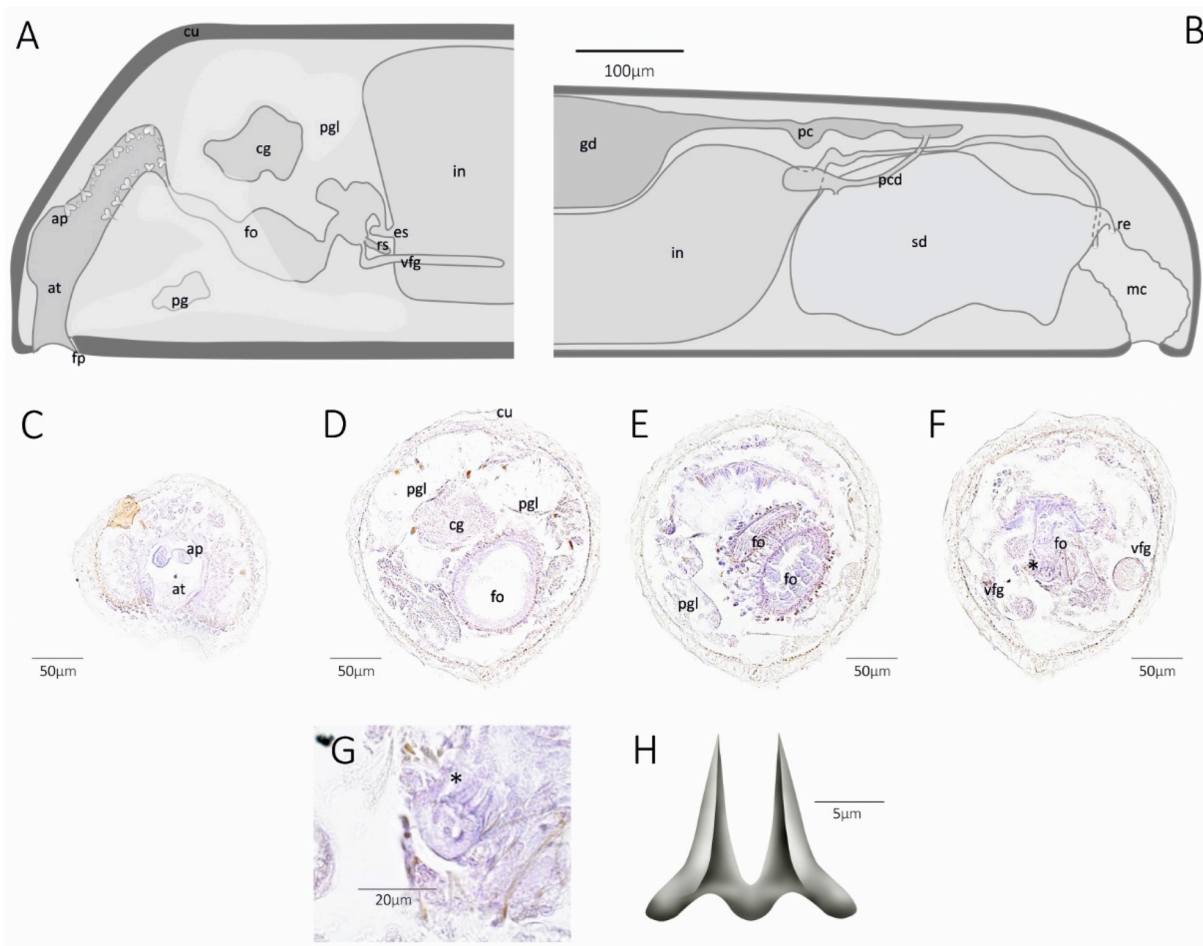 A
cu
pgl
cg
in
ap
fo
es
rs
vfg
at
pg
fp
B
100μm
pc
gd
pcd
re
sd
in
mc
C
ap
at
50μm
D
cu
pgl
pgl
cg
fo
50μm
E
fo
fo
pgl
50μm
F
fo
vfg
*
vfg
50μm
G
*
20μm
H
5μm